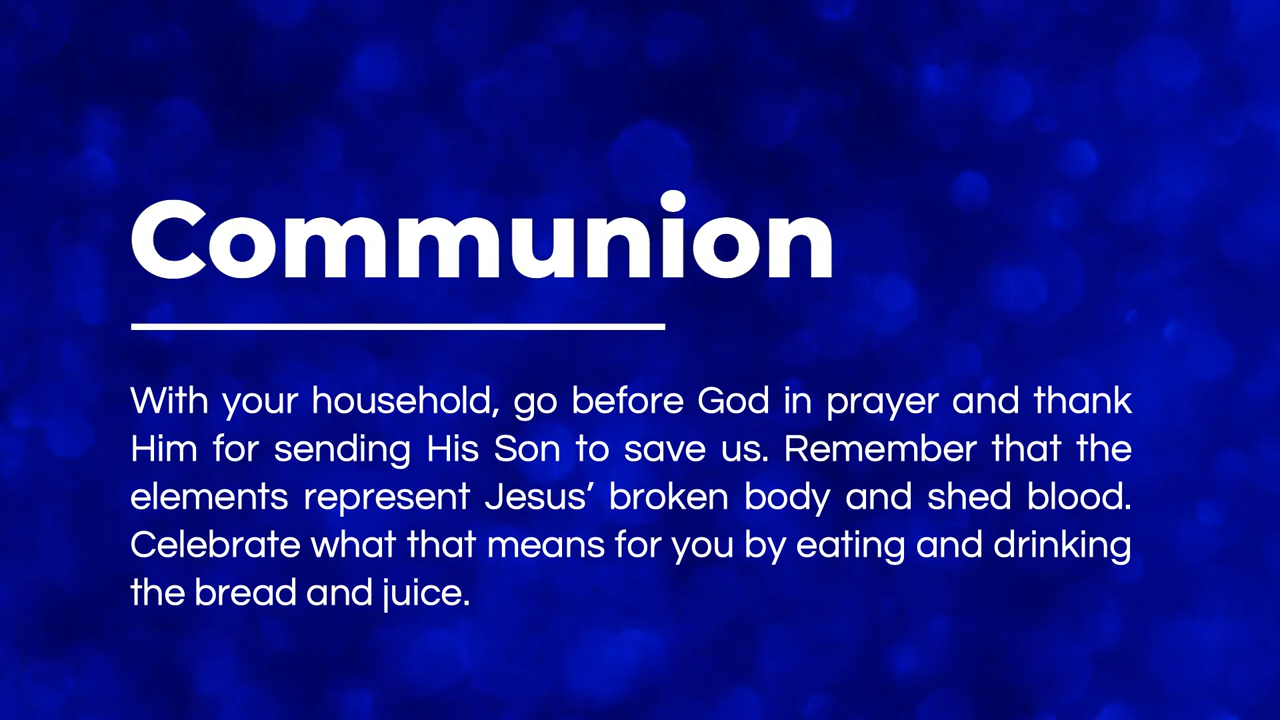 Communion
With your household, go before God in prayer and thank
Him for sending His Son to save us. Remember that the
elements represent Jesus’ broken body and shed blood.
Celebrate what that means for you by eating and drinking
the bread and juice.